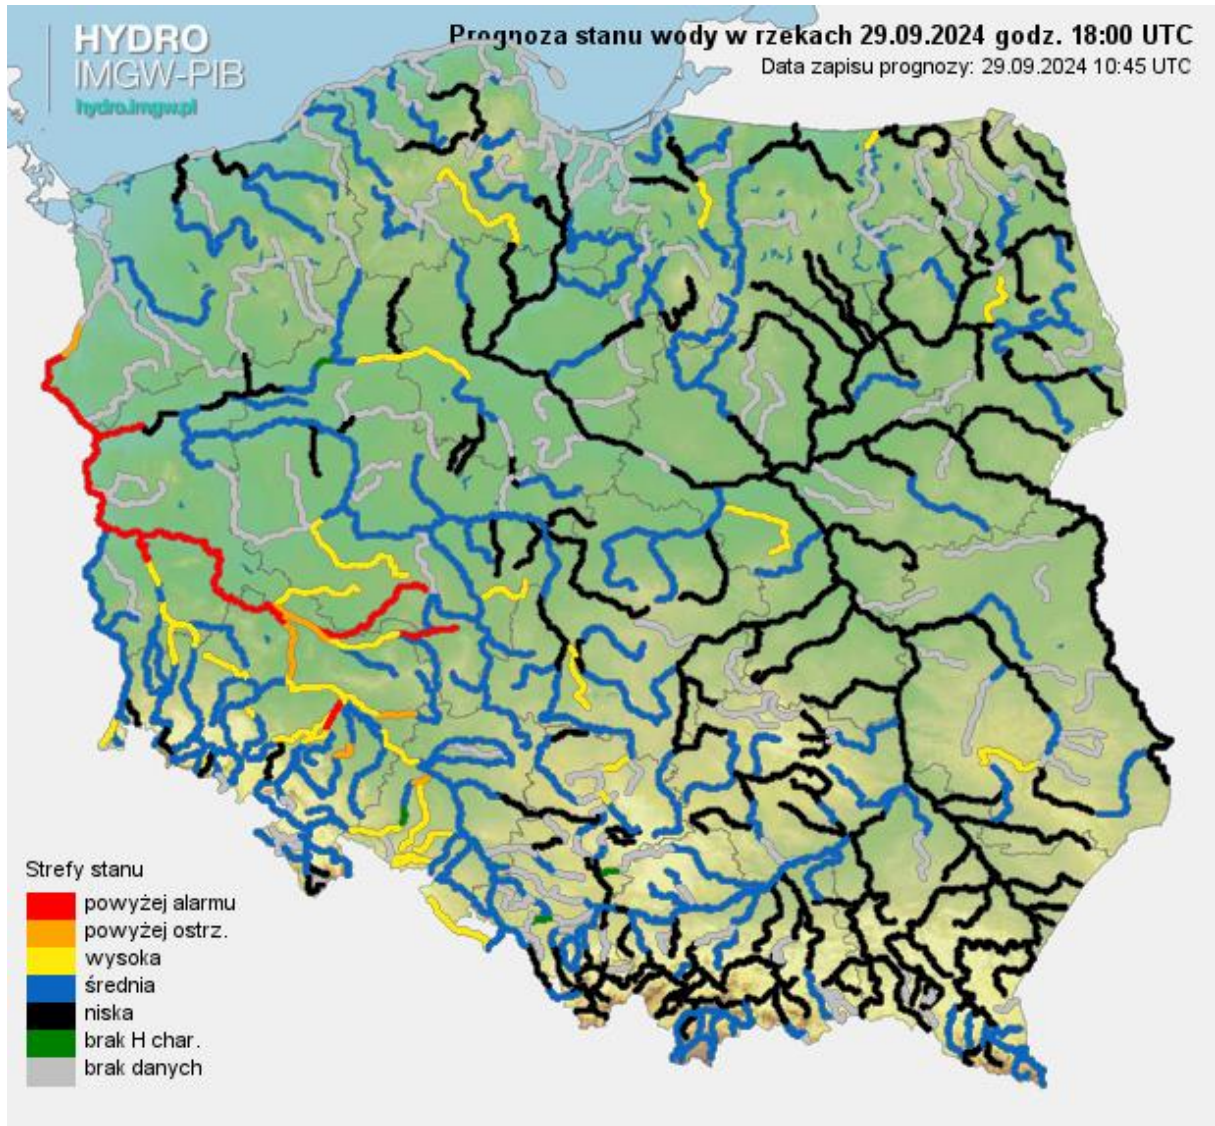 HYDRO
IMGW-PIB
hydro.imgw.pl
Prognoza stanu wody w rzekach 29.09.2024 godz. 18:00 UTC
Data zapisu prognozy: 29.09.2024 10:45 UTC
Strefy stanu
powyżej alarmu
powyżej ostrz.
wysoka
średnia
niska
brak H char.
brak danych